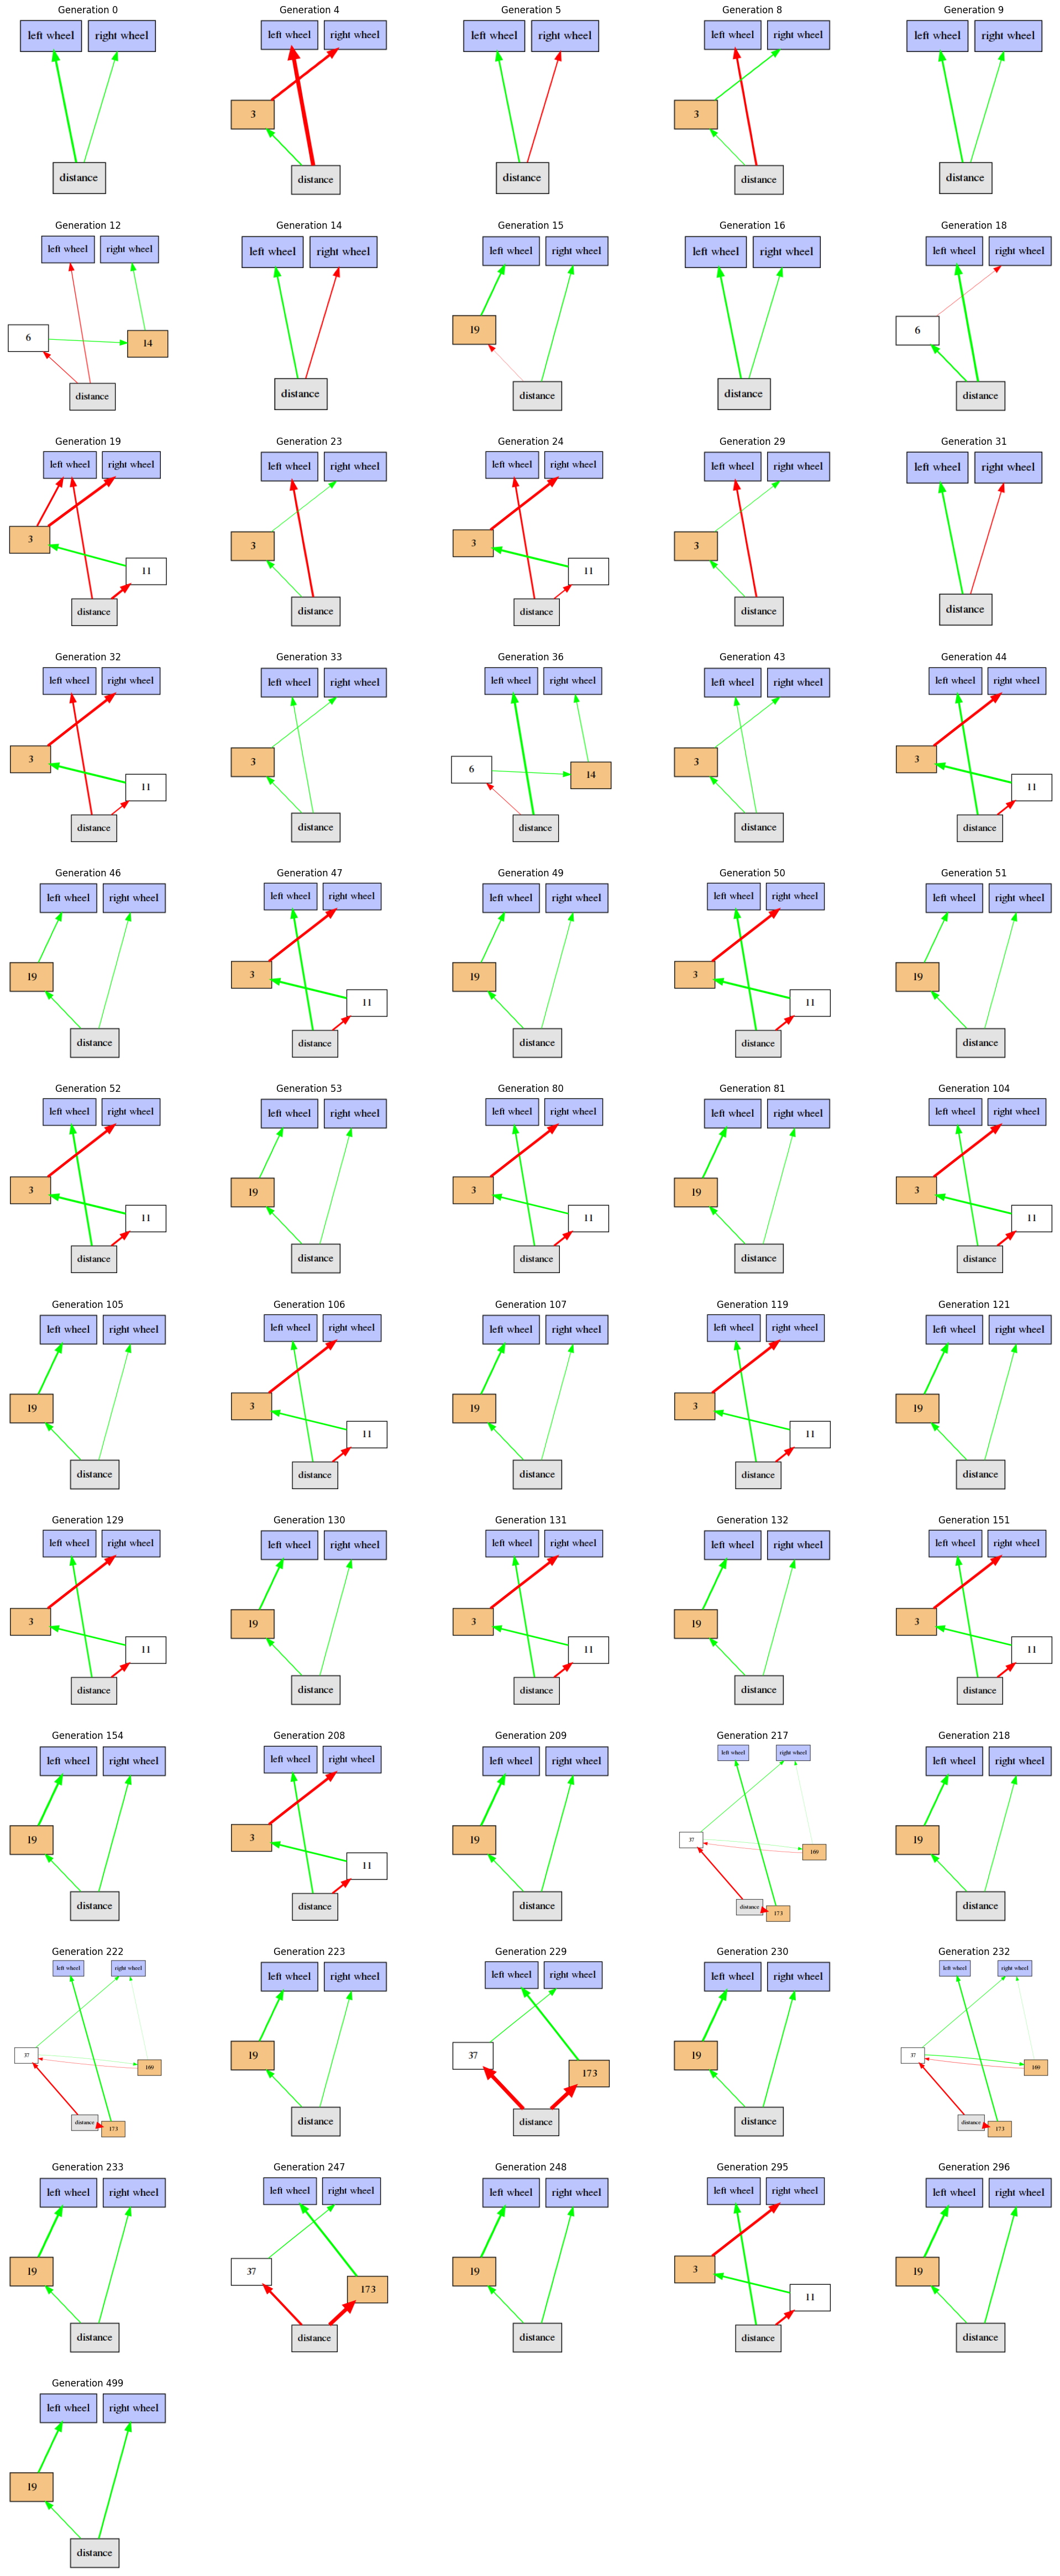 Generation 0 Generation 4 Generation 5 Generation 8 Generation 9
left wheel right wheel left wheel right wheel left wheel right wheel left wheel right wheel left wheel right wheel
3 3
distance distance distance distance distance
Generation 12 Generation 14 Generation 15 Generation 16 Generation 18
left wheel right wheel left wheel right wheel left wheel right wheel left wheel right wheel left wheel right wheel
6 14 19 6
distance distance distance distance distance
Generation 19 Generation 23 Generation 24 Generation 29 Generation 31
left wheel right wheel left wheel right wheel left wheel right wheel left wheel right wheel left wheel right wheel
3 3 3 3
11 11
distance distance distance distance distance
Generation 32 Generation 33 Generation 36 Generation 43 Generation 44
left wheel right wheel left wheel right wheel left wheel right wheel left wheel right wheel left wheel right wheel
3 3 6 14 3 3
11 11
distance distance distance distance distance
Generation 46 Generation 47 Generation 49 Generation 50 Generation 51
left wheel right wheel left wheel right wheel left wheel right wheel left wheel right wheel left wheel right wheel
19 3 19 3 19
11 11
distance distance distance distance distance
Generation 52 Generation 53 Generation 80 Generation 81 Generation 104
left wheel right wheel left wheel right wheel left wheel right wheel left wheel right wheel left wheel right wheel
3 19 3 19 3
11 11 11
distance distance distance distance distance
Generation 105 Generation 106 Generation 107 Generation 119 Generation 121
left wheel right wheel left wheel right wheel left wheel right wheel left wheel right wheel left wheel right wheel
19 3 19 3 19
11 11
distance distance distance distance distance
Generation 129 Generation 130 Generation 131 Generation 132 Generation 151
left wheel right wheel left wheel right wheel left wheel right wheel left wheel right wheel left wheel right wheel
3 19 3 19 3
11 11 11
distance distance distance distance distance
Generation 154 Generation 208 Generation 209 Generation 217 Generation 218
left wheel right wheel left wheel right wheel left wheel right wheel left wheel right wheel left wheel right wheel
19 3 19 37 169 19
11
distance distance distance distance 173 distance
Generation 222 Generation 223 Generation 229 Generation 230 Generation 232
left wheel right wheel left wheel right wheel left wheel right wheel left wheel right wheel left wheel right wheel
37 169 19 37 173 19 37 169
distance 173 distance distance distance distance 173
Generation 233 Generation 247 Generation 248 Generation 295 Generation 296
left wheel right wheel left wheel right wheel left wheel right wheel left wheel right wheel left wheel right wheel
19 37 173 19 3 19
11
distance distance distance distance distance
Generation 499
left wheel right wheel
19
distance